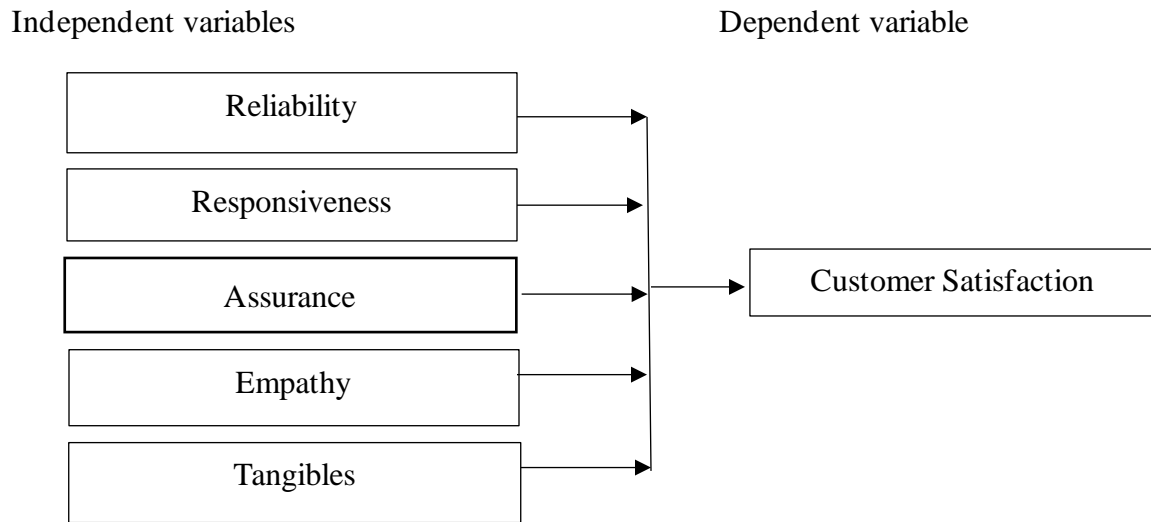 Independent variables
Dependent variable
Reliability
Responsiveness
Assurance
Empathy
Tangibles
Customer Satisfaction